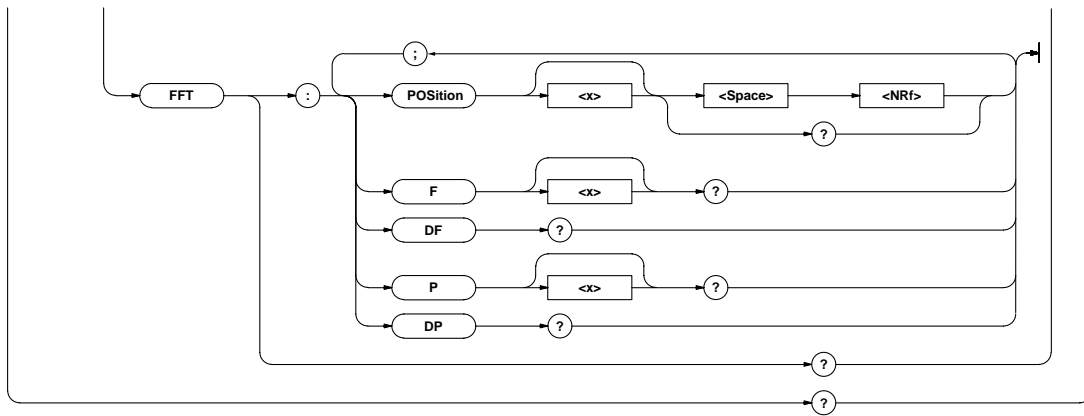 ;
FFT : POSition <x> <Space> <NRf>
?
F <x> ?
DF ?
P <x> ?
DP ?
?
?